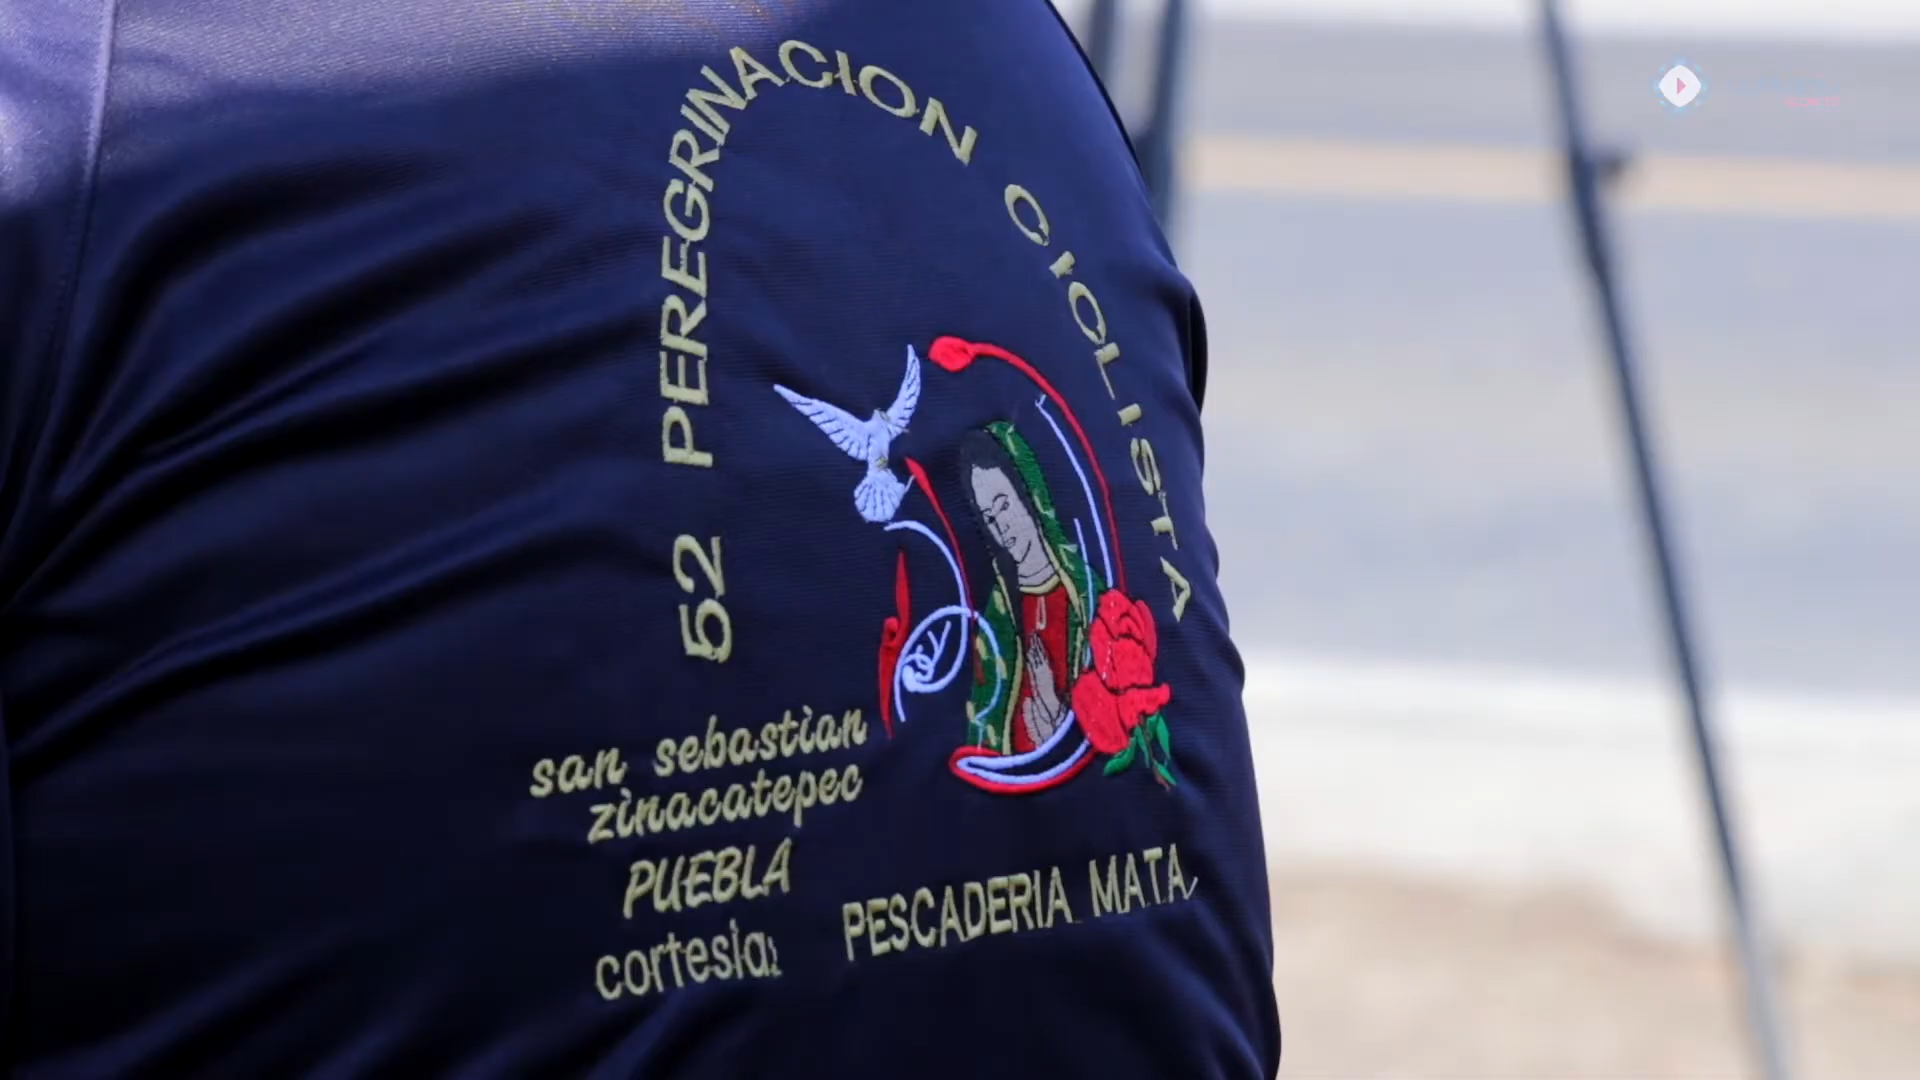 52 PEREGRINACION CICLISTA
san sebastian
zinacatepec
PUEBLA
cortesia:
PESCADERIA MATA